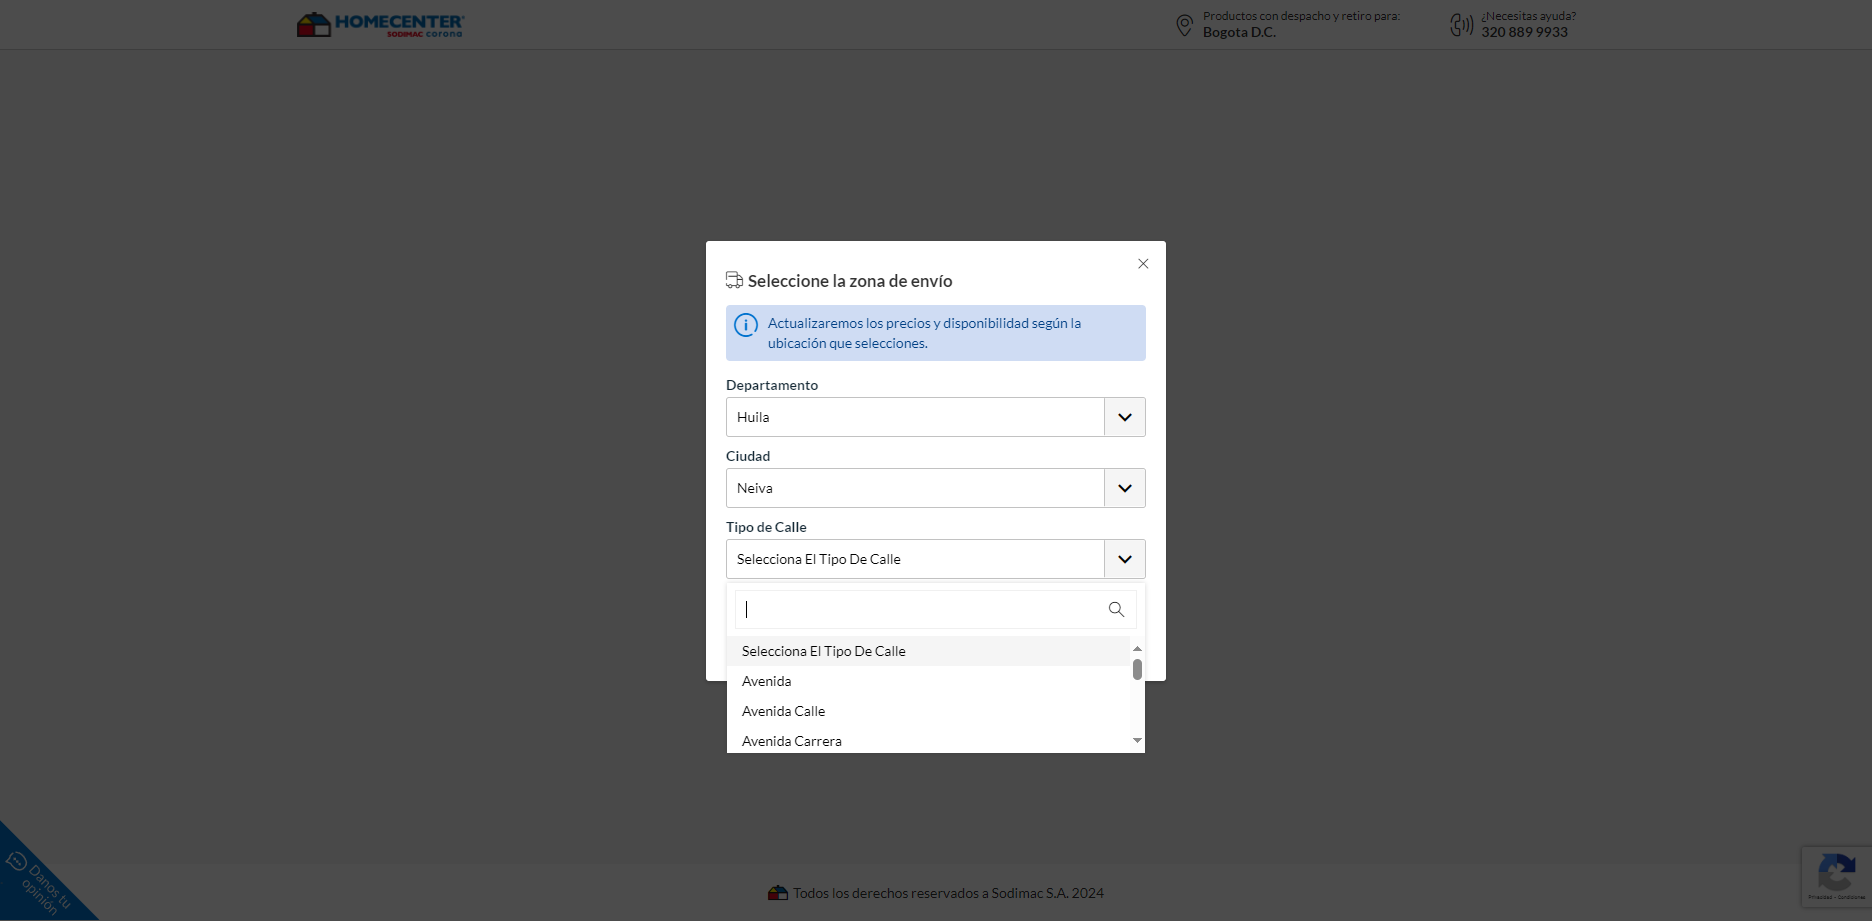 HOMECENTER
SODIMAC corona
Productos con despacho y retiro para:
Bogota D.C.
¿Necesitas ayuda?
320 889 9933
Seleccione la zona de envío
Actualizaremos los precios y disponibilidad según la
ubicación que selecciones.
Departamento
Huila
Ciudad
Neiva
Tipo de Calle
Selecciona El Tipo De Calle
Selecciona El Tipo De Calle
Avenida
Avenida Calle
Avenida Carrera
Danos tu
opinión
Todos los derechos reservados a Sodimac S.A. 2024
Privacidad - Condiciones